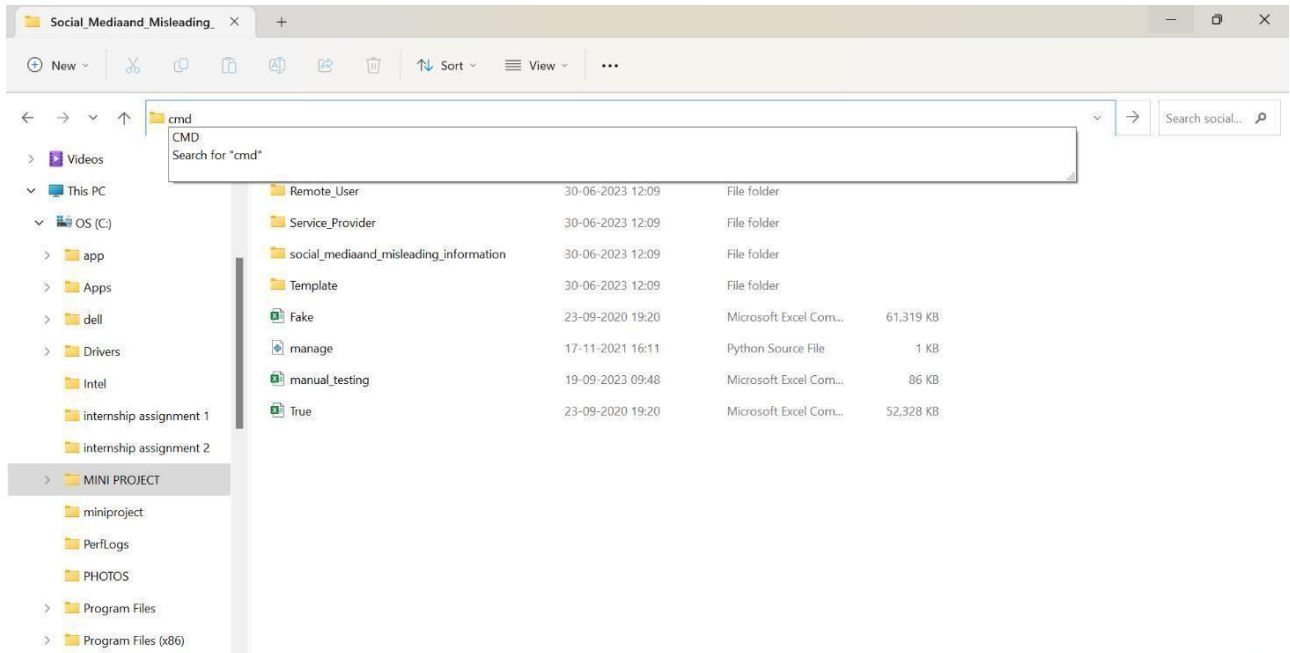 Social_Mediaand_Misleading_
New
Sort
View
cmd
Search social...
CMD
Search for "cmd"
Videos
This PC
Remote_User 30-06-2023 12:09 File folder
OS (C:)
Service_Provider 30-06-2023 12:09 File folder
app
social_mediaand_misleading_information 30-06-2023 12:09 File folder
Apps
Template 30-06-2023 12:09 File folder
dell
Fake 23-09-2020 19:20 Microsoft Excel Com... 61,319 KB
Drivers
manage 17-11-2021 16:11 Python Source File 1 KB
Intel
manual_testing 19-09-2023 09:48 Microsoft Excel Com... 86 KB
internship assignment 1
True 23-09-2020 19:20 Microsoft Excel Com... 52,328 KB
internship assignment 2
MINI PROJECT
miniproject
PerfLogs
PHOTOS
Program Files
Program Files (x86)